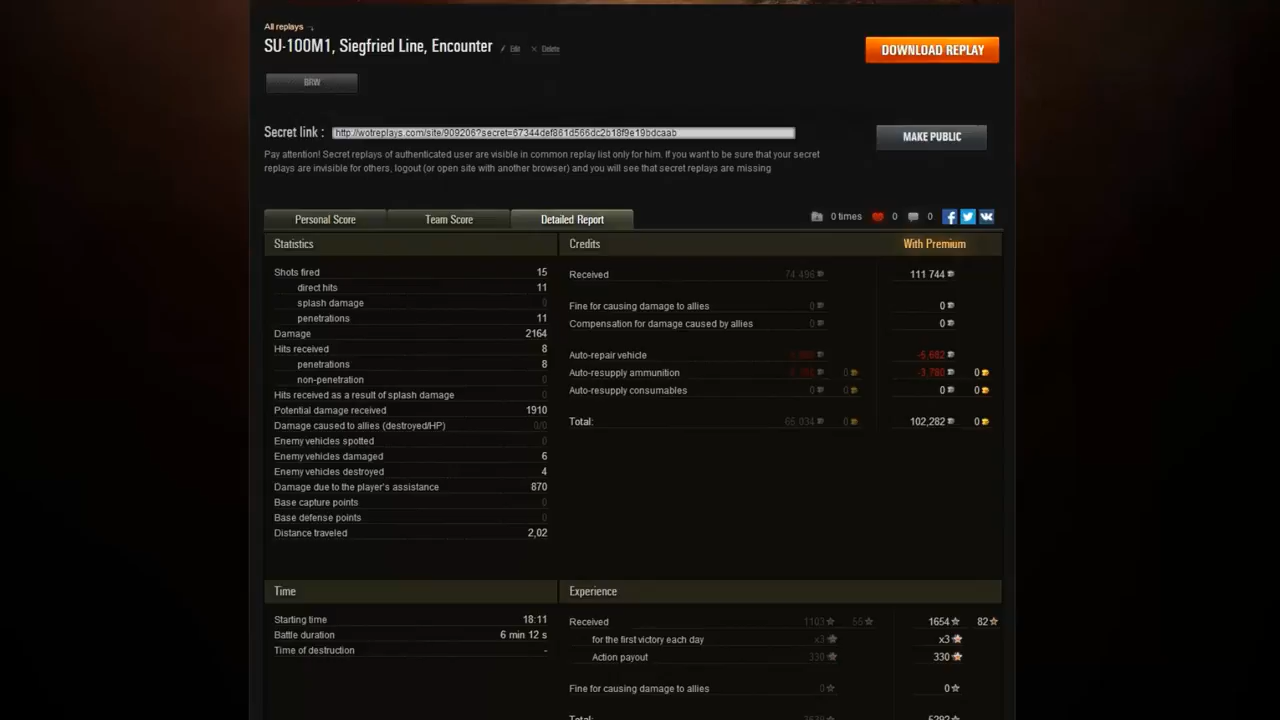 All replays
SU-100M1, Siegfried Line, Encounter Edit Delete
DOWNLOAD REPLAY
BRW
Secret link : http://wotreplays.com/site/909206?secret=67344def861d566dc2b18f9e19bdcaab
MAKE PUBLIC
Pay attention! Secret replays of authenticated user are visible in common replay list only for him. If you want to be sure that your secret
replays are invisible for others, logout (or open site with another browser) and you will see that secret replays are missing
Personal Score Team Score Detailed Report 0 times 0 0
Statistics
Shots fired 15
direct hits 11
splash damage 0
penetrations 11
Damage 2164
Hits received 8
penetrations 8
non-penetration 0
Hits received as a result of splash damage 0
Potential damage received 1910
Damage caused to allies (destroyed/HP) 0/0
Enemy vehicles spotted 0
Enemy vehicles damaged 6
Enemy vehicles destroyed 4
Damage due to the player's assistance 870
Base capture points 0
Base defense points 0
Distance traveled 2,02
Credits With Premium
Received 74 496 111 744
Fine for causing damage to allies 0 0
Compensation for damage caused by allies 0 0
Auto-repair vehicle -5,682
Auto-resupply ammunition 0 -3,780 0
Auto-resupply consumables 0 0 0 0
Total: 65 034 0 102,282 0
Time
Starting time 18:11
Battle duration 6 min 12 s
Time of destruction -
Experience
Received 1103 55 1654 82
for the first victory each day x3 x3
Action payout 330 330
Fine for causing damage to allies 0 0